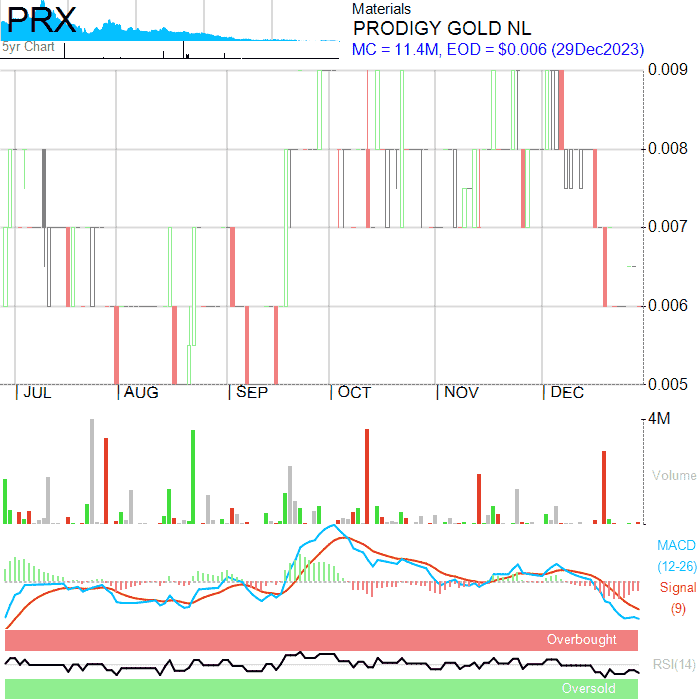 PRX
5yr Chart
Materials
PRODIGY GOLD NL
MC = 11.4M, EOD = $0.006 (29Dec2023)
0.009
0.008
0.007
0.006
0.005
JUL AUG SEP OCT NOV DEC
4M
Volume
MACD
(12-26)
Signal
(9)
Overbought
RSI(14)
Oversold